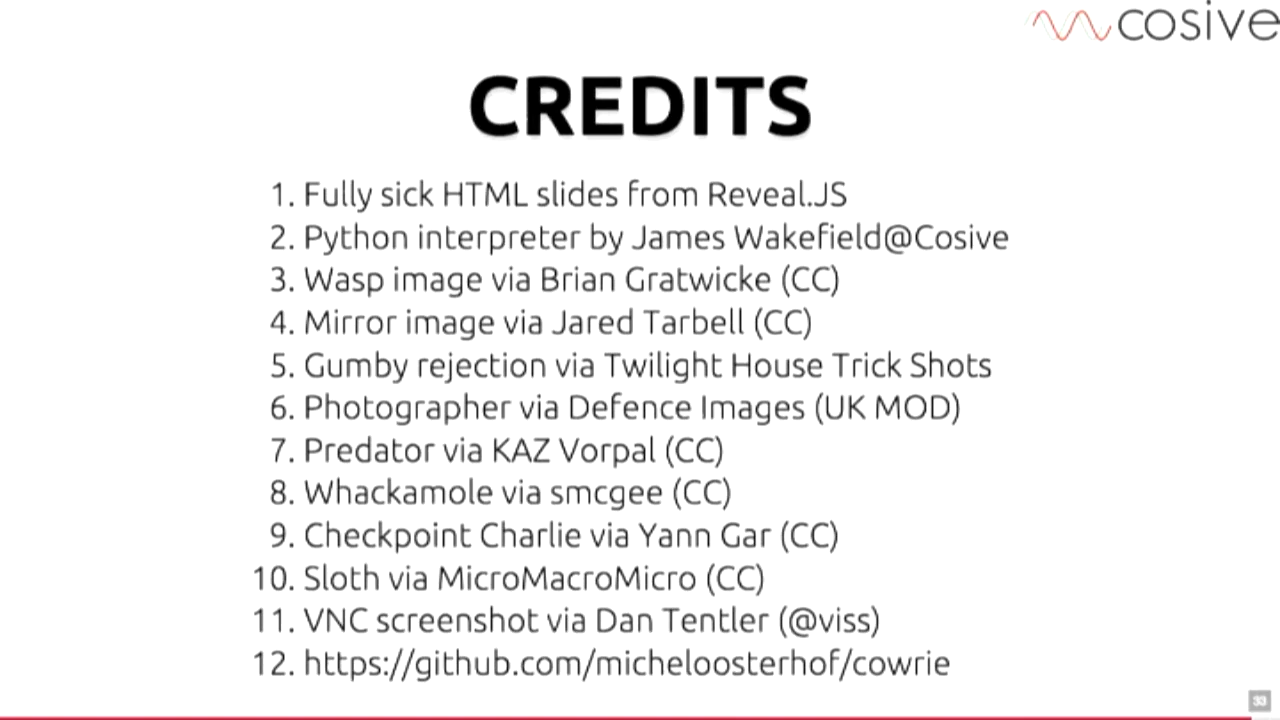 cosive
CREDITS
1. Fully sick HTML slides from Reveal.JS
2. Python interpreter by James Wakefield@Cosive
3. Wasp image via Brian Gratwicke (CC)
4. Mirror image via Jared Tarbell (CC)
5. Gumby rejection via Twilight House Trick Shots
6. Photographer via Defence Images (UK MOD)
7. Predator via KAZ Vorpal (CC)
8. Whackamole via smcgee (CC)
9. Checkpoint Charlie via Yann Gar (CC)
10. Sloth via MicroMacroMicro (CC)
11. VNC screenshot via Dan Tentler (@viss)
12. https://github.com/micheloosterhof/cowrie
33